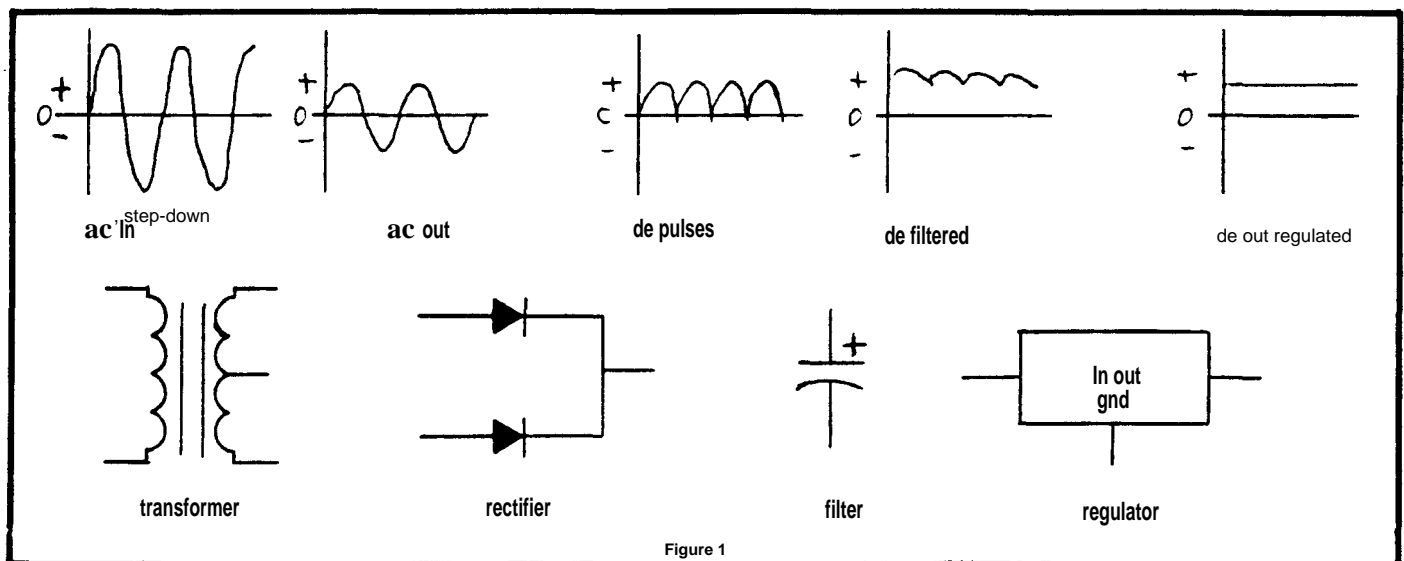 +
0
-
+
0
-
+
c
-
+
0
-
+
0
-
step-down
ac'In
ac out
de pulses
de filtered
de out regulated
+
In out
gnd
transformer
rectifier
filter
regulator
Figure 1